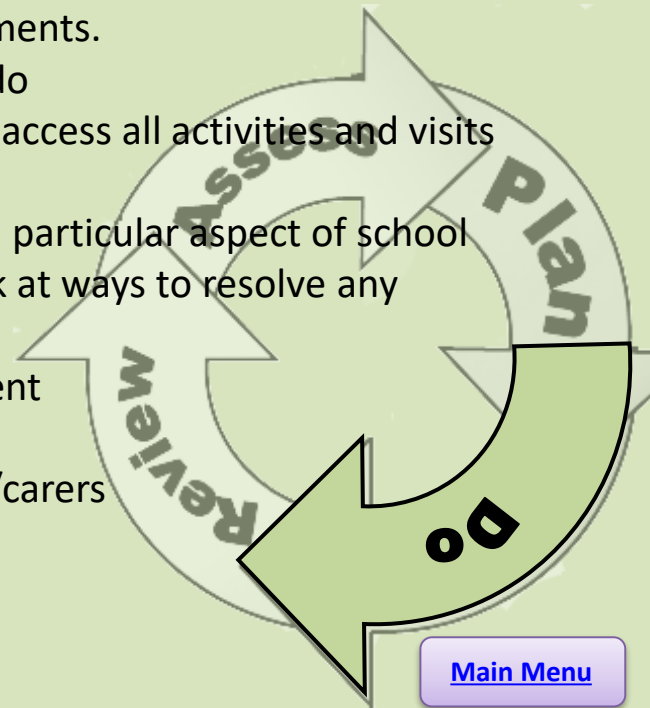 ments.
do
access all activities and visits
particular aspect of school
k at ways to resolve any
ent
/carers
Assess
Plan
Do
Review
Main Menu